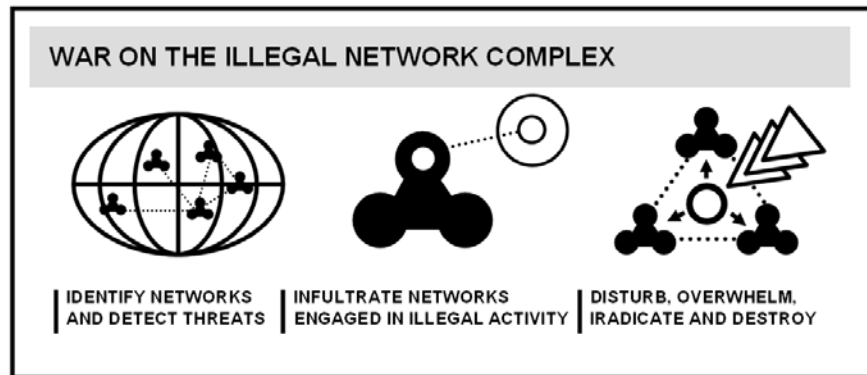 WAR ON THE ILLEGAL NETWORK COMPLEX
IDENTIFY NETWORKS
AND DETECT THREATS
INFULTRATE NETWORKS
ENGAGED IN ILLEGAL ACTIVITY
DISTURB, OVERWHELM,
IRADICATE AND DESTROY